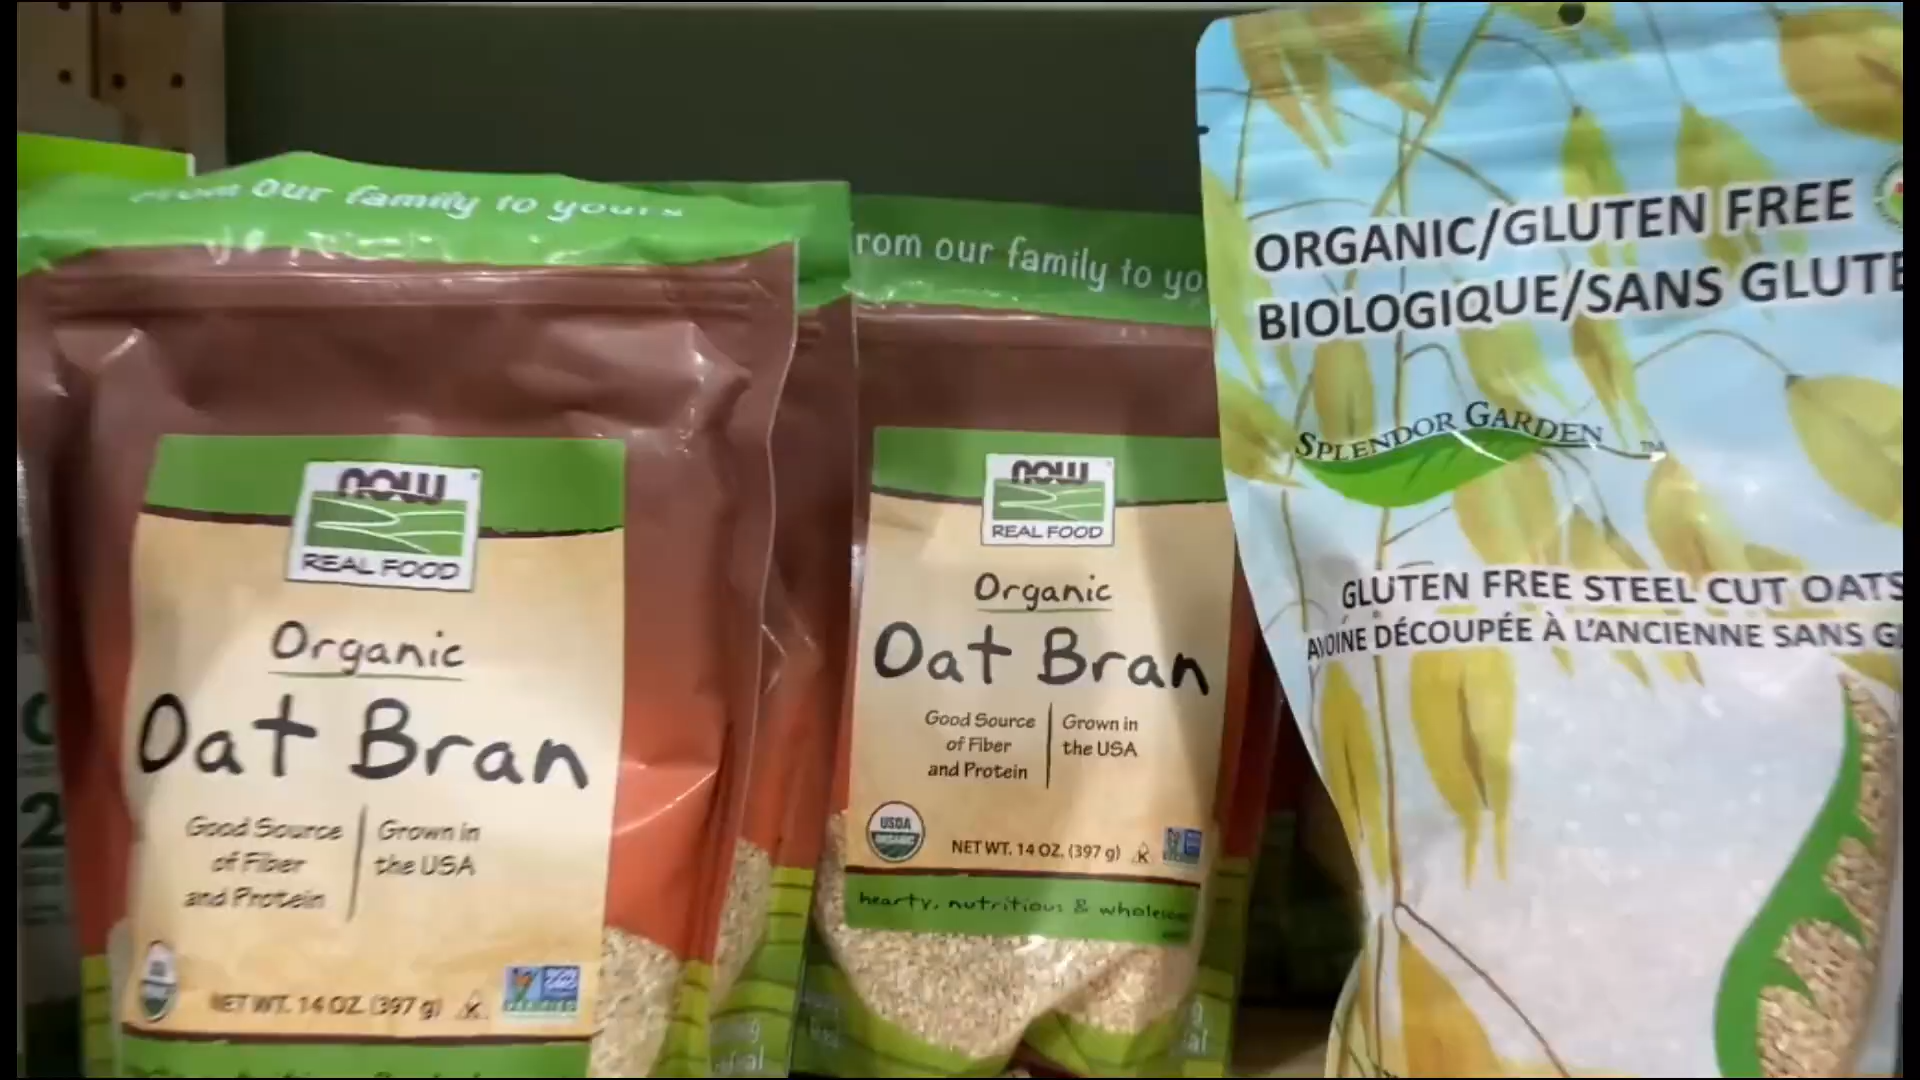 From our family to yours
now
REAL FOOD
Organic
Oat Bran
Good Source
of Fiber
and Protein
Grown in
the USA
NET WT. 14 OZ. (397 g)
rom our family to yo
now
REAL FOOD
Organic
Oat Bran
Good Source
of Fiber
and Protein
Grown in
the USA
USDA
ORGANIC
NET WT. 14 OZ. (397 g)
K
hearty, nutritious & wholeso
ORGANIC/GLUTEN FREE
BIOLOGIQUE/SANS GLUTE
SPLENDOR GARDEN TM
GLUTEN FREE STEEL CUT OATS
AVOINE DÉCOUPÉE À L'ANCIENNE SANS G
2